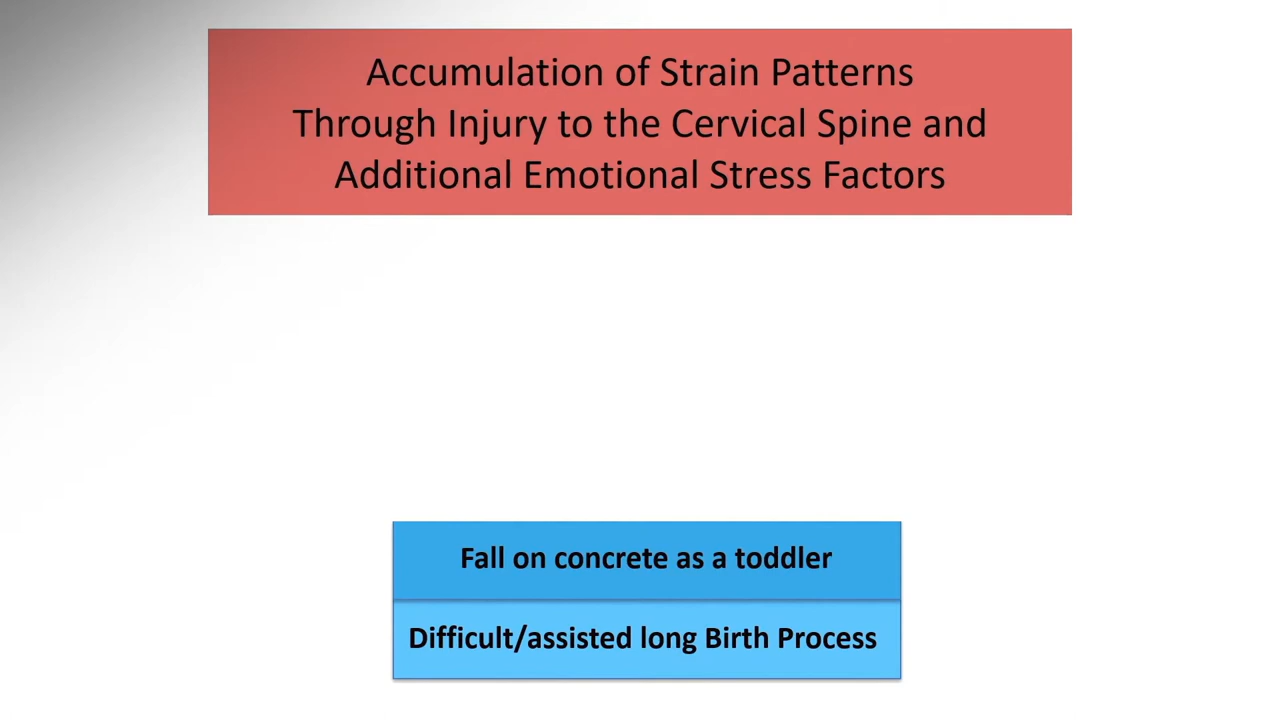 Accumulation of Strain Patterns
Through Injury to the Cervical Spine and
Additional Emotional Stress Factors
Fall on concrete as a toddler
Difficult/assisted long Birth Process